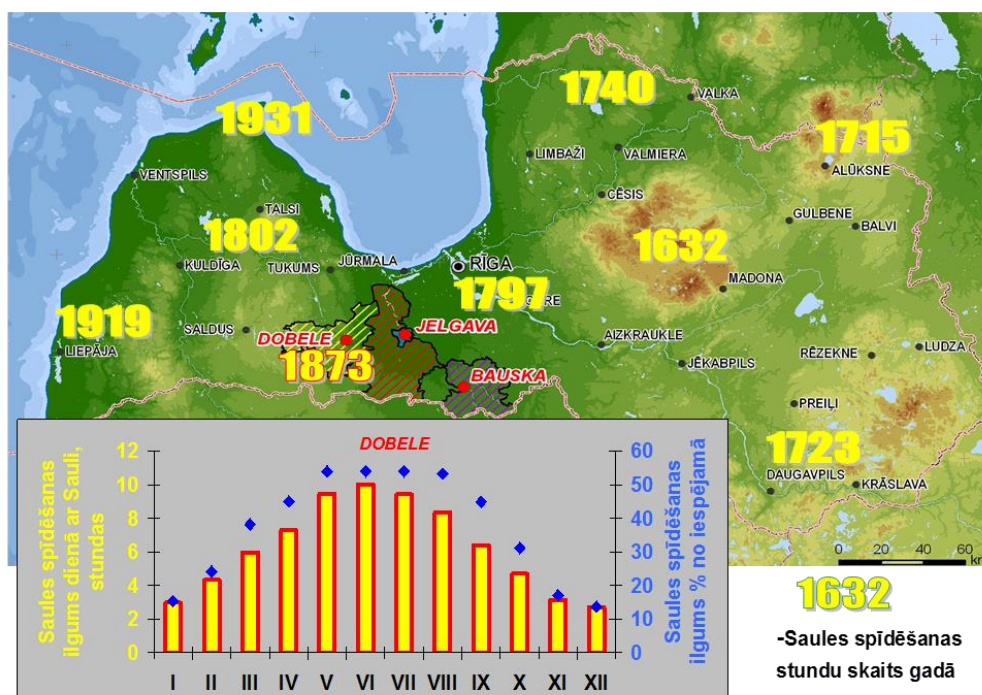 1740
VALKA
1931
1715
LIMBAŽI
VALMIERA
ALŪKSNE
VENTSPILS
CĒSIS
TALSI
GULBENE
BALVI
1802
1632
KULDĪGA
TUKUMS
JŪRMALA
RĪGA
MADONA
1797
1919
SALDUS
JELGAVA
DOBELE
AIZKRAUKLE
LUDZA
LIEPĀJA
1873
RĒZEKNE
JĒKABPILS
BAUSKA
PREIĻI
1723
DAUGAVPILS
KRĀSLAVA
0 20 40 60
km
DOBELE
Saules spīdēšanas
ilgums dienā ar Sauli,
stundas
12
10
8
6
4
2
0
60
50
40
30
20
10
0
Saules spīdēšanas
ilgums % no iespējamā
I II III IV V VI VII VIII IX X XI XII
1632
-Saules spīdēšanas
stundu skaits gadā